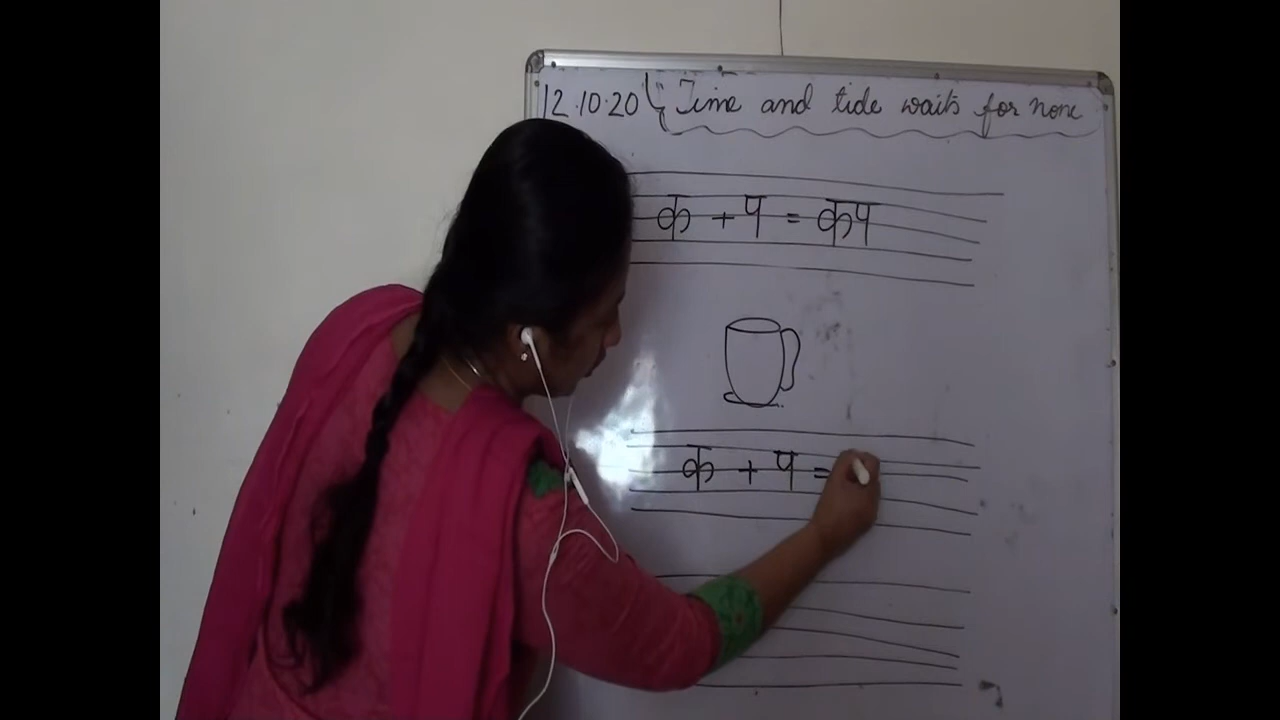 12.10.20 { Time and tide waits for none
क + प = कप
क + प =